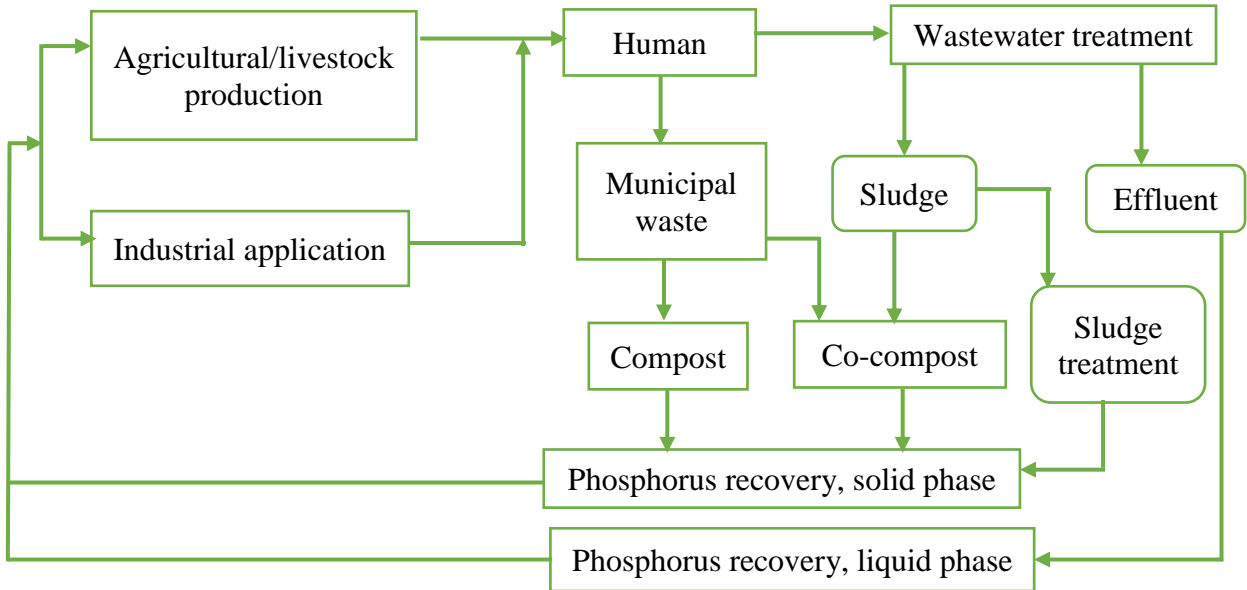 Agricultural/livestock
production
Human
Wastewater treatment
Municipal
waste
Sludge
Effluent
Industrial application
Compost
Co-compost
Sludge
treatment
Phosphorus recovery, solid phase
Phosphorus recovery, liquid phase